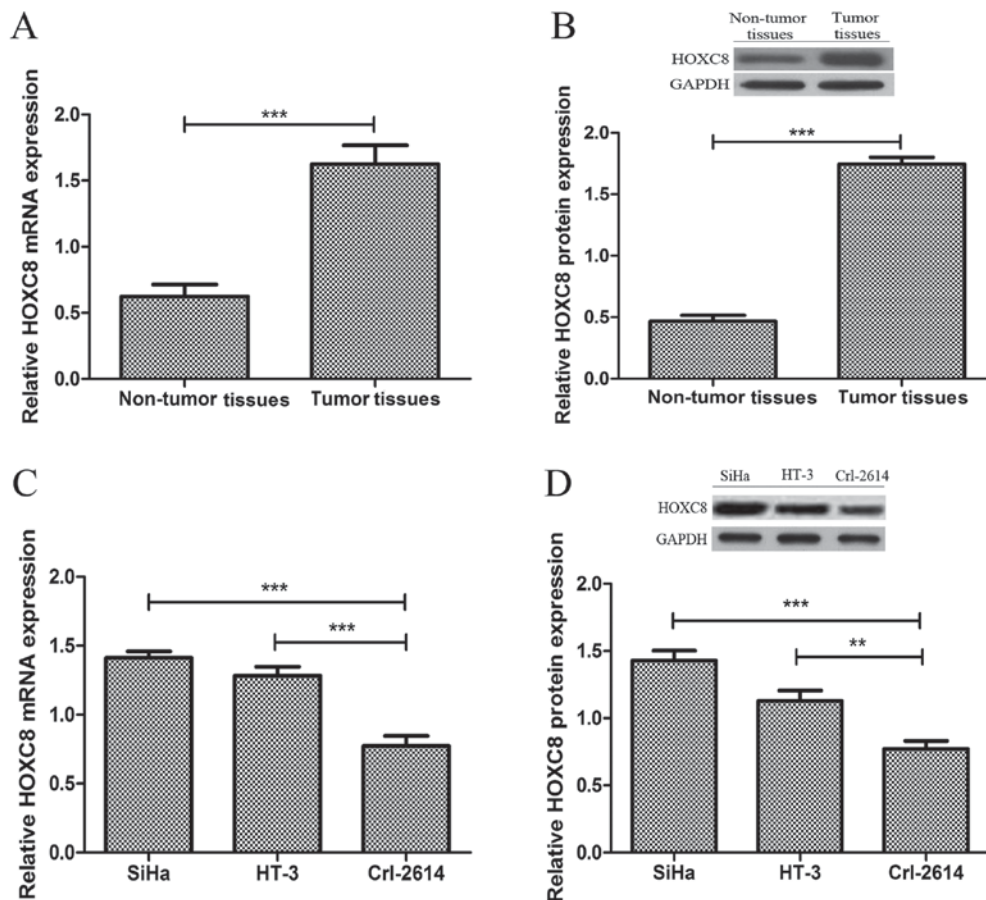 A
Relative HOXC8 mRNA expression
2.0
1.5
1.0
0.5
0.0
***
Non-tumor tissues
Tumor tissues
B
Non-tumor tissues
Tumor tissues
HOXC8
GAPDH
Relative HOXC8 protein expression
2.0
1.5
1.0
0.5
0.0
***
Non-tumor tissues
Tumor tissues
C
Relative HOXC8 mRNA expression
2.0
1.5
1.0
0.5
0.0
***
***
SiHa
HT-3
Crl-2614
D
SiHa
HT-3
Crl-2614
HOXC8
GAPDH
Relative HOXC8 protein expression
2.0
1.5
1.0
0.5
0.0
***
**
SiHa
HT-3
Crl-2614